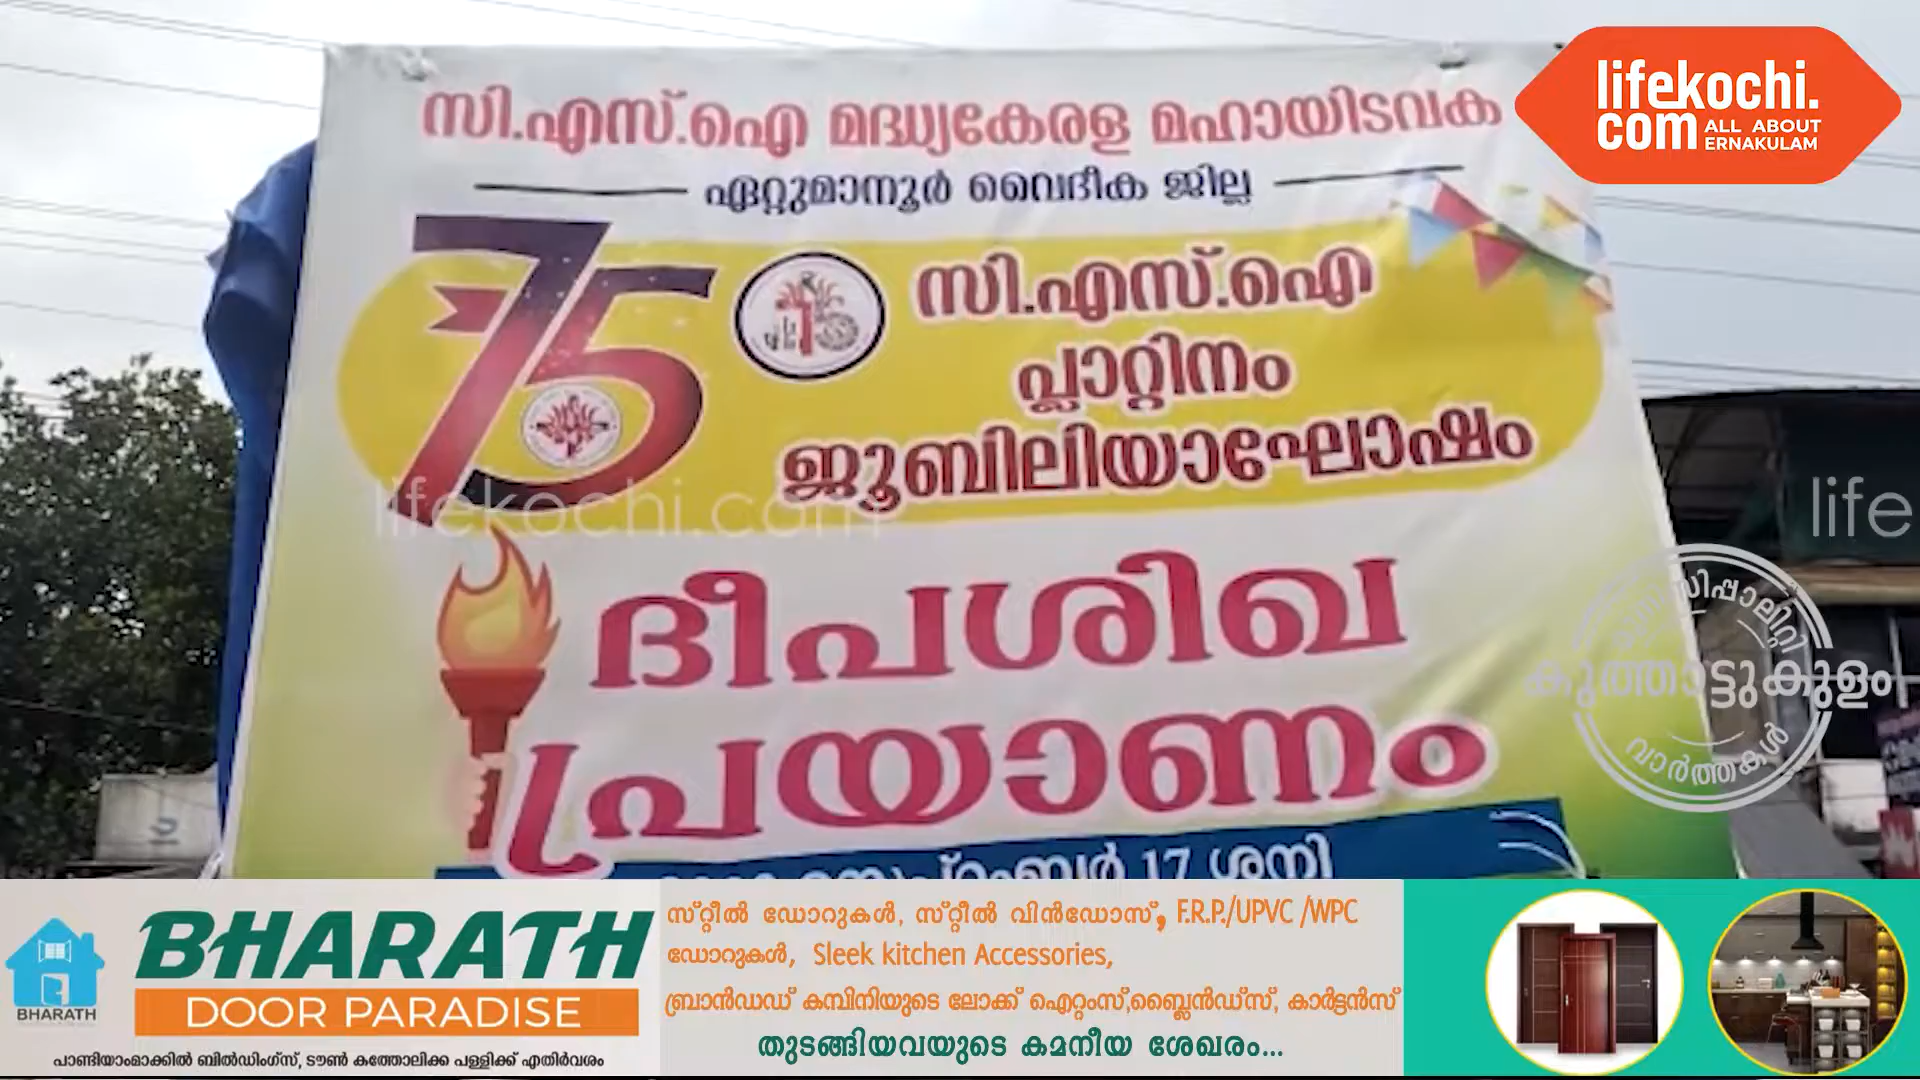 സി.എസ്.ഐ മദ്ധ്യകേരള മഹായിടവക
ഏറ്റുമാനൂർ വൈദീക ജില്ല
75
സി.എസ്.ഐ
പ്ലാറ്റിനം
ജൂബിലിയാഘോഷം
ദീപശിഖ
പ്രയാണം
സെപ്റ്റംബർ 17 ശനി
lifekochi.
com ALL ABOUT
ERNAKULAM
lifekochi.com
life
കൂത്താട്ടുകുളം
വാർത്തകൾ
BHARATH
BHARATH
DOOR PARADISE
പാണ്ടിയാംമാക്കിൽ ബിൽഡിംഗ്സ്, ടൗൺ കത്തോലിക്ക പള്ളിക്ക് എതിർവശം
സ്റ്റീൽ ഡോറുകൾ, സ്റ്റീൽ വിൻഡോസ്, F.R.P./UPVC /WPC
ഡോറുകൾ, Sleek kitchen Accessories,
ബ്രാൻഡഡ് കമ്പിനിയുടെ ലോക്ക് ഐറ്റംസ്,ബ്ലൈൻഡ്സ്, കാർട്ടൻസ്
തുടങ്ങിയവയുടെ കമനീയ ശേഖരം...